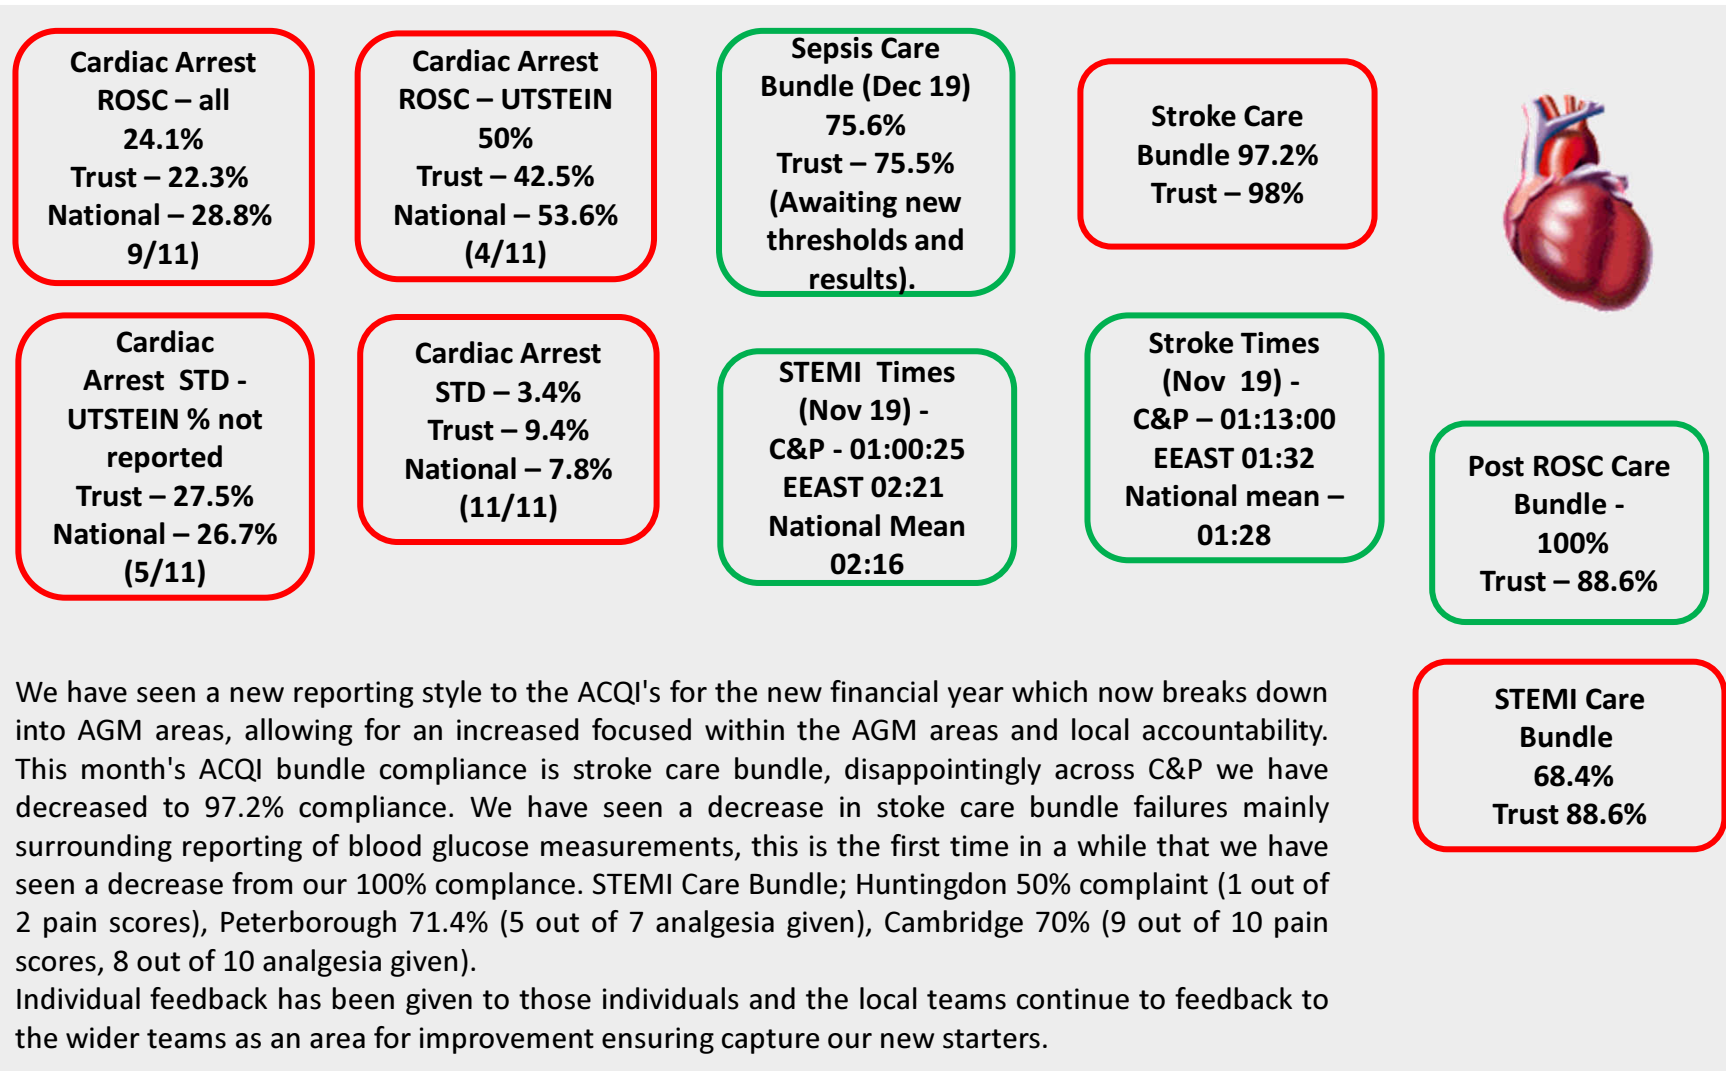 Cardiac Arrest
ROSC – all
24.1%
Trust – 22.3%
National – 28.8%
9/11)
Cardiac Arrest
ROSC – UTSTEIN
50%
Trust – 42.5%
National – 53.6%
(4/11)
Sepsis Care
Bundle (Dec 19)
75.6%
Trust – 75.5%
(Awaiting new
thresholds and
results).
Stroke Care
Bundle 97.2%
Trust – 98%
Cardiac
Arrest STD -
UTSTEIN % not
reported
Trust – 27.5%
National – 26.7%
(5/11)
Cardiac Arrest
STD – 3.4%
Trust – 9.4%
National – 7.8%
(11/11)
STEMI Times
(Nov 19) -
C&P - 01:00:25
EEAST 02:21
National Mean
02:16
Stroke Times
(Nov 19) -
C&P – 01:13:00
EEAST 01:32
National mean –
01:28
Post ROSC Care
Bundle -
100%
Trust – 88.6%
STEMI Care
Bundle
68.4%
Trust 88.6%
We have seen a new reporting style to the ACQI's for the new financial year which now breaks down
into AGM areas, allowing for an increased focused within the AGM areas and local accountability.
This month's ACQI bundle compliance is stroke care bundle, disappointingly across C&P we have
decreased to 97.2% compliance. We have seen a decrease in stoke care bundle failures mainly
surrounding reporting of blood glucose measurements, this is the first time in a while that we have
seen a decrease from our 100% complance. STEMI Care Bundle; Huntingdon 50% complaint (1 out of
2 pain scores), Peterborough 71.4% (5 out of 7 analgesia given), Cambridge 70% (9 out of 10 pain
scores, 8 out of 10 analgesia given).
Individual feedback has been given to those individuals and the local teams continue to feedback to
the wider teams as an area for improvement ensuring capture our new starters.